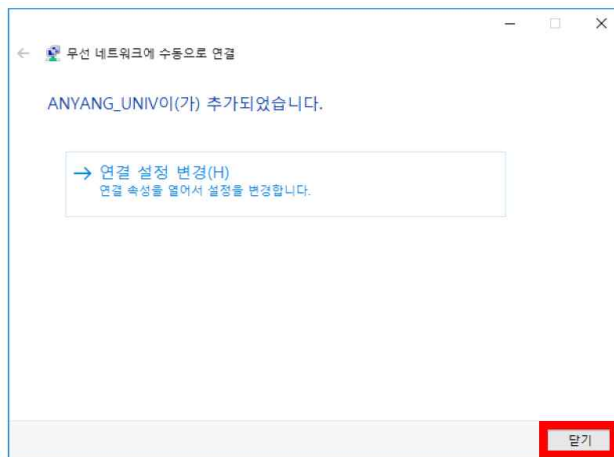 무선 네트워크에 수동으로 연결
ANYANG_UNIV이(가) 추가되었습니다.
연결 설정 변경(H)
연결 속성을 열어서 설정을 변경합니다.
닫기